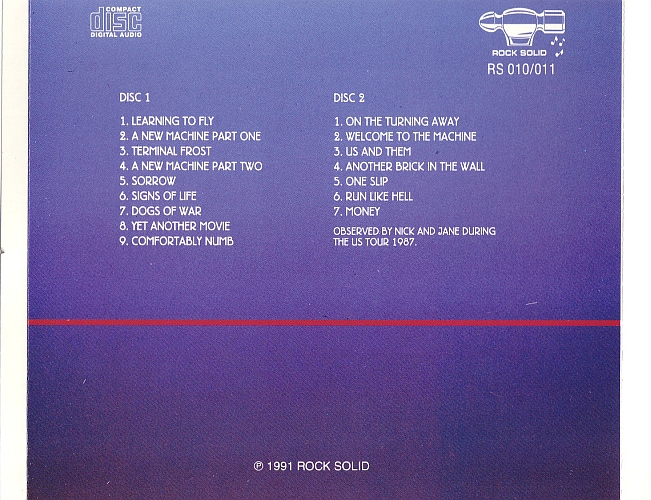 COMPACT
disc
DIGITAL AUDIO
ROCK SOLID
RS 010/011
DISC 1
1. LEARNING TO FLY
2. A NEW MACHINE PART ONE
3. TERMINAL FROST
4. A NEW MACHINE PART TWO
5. SORROW
6. SIGNS OF LIFE
7. DOGS OF WAR
8. YET ANOTHER MOVIE
9. COMFORTABLY NUMB
DISC 2
1. ON THE TURNING AWAY
2. WELCOME TO THE MACHINE
3. US AND THEM
4. ANOTHER BRICK IN THE WALL
5. ONE SLIP
6. RUN LIKE HELL
7. MONEY
OBSERVED BY NICK AND JANE DURING
THE US TOUR 1987.
℗ 1991 ROCK SOLID